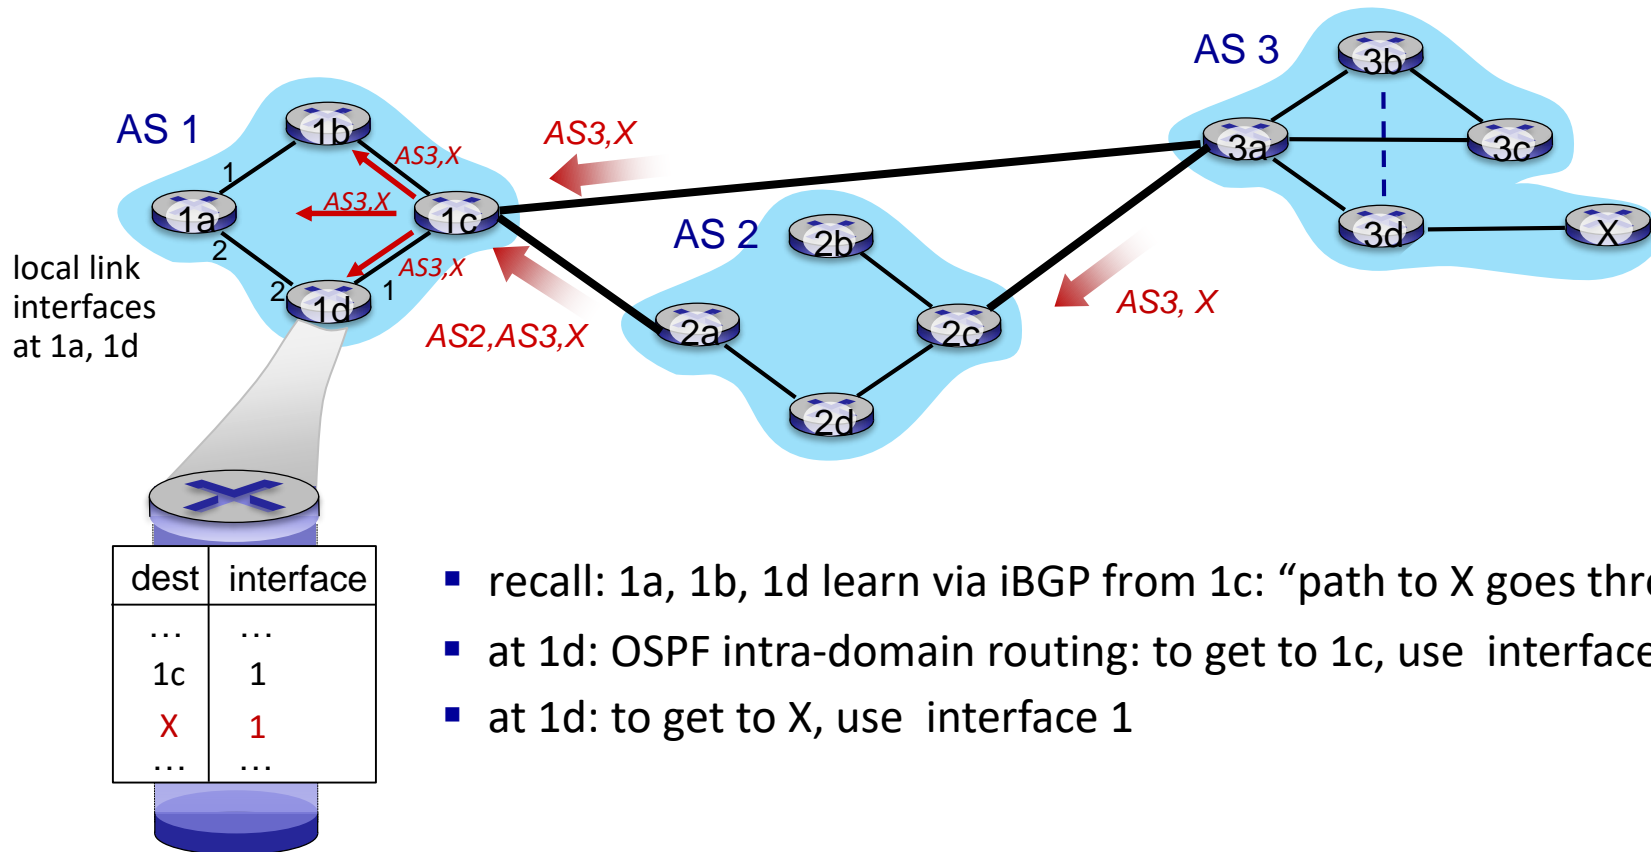 AS 3
3b
AS 1
1b
AS3,X
3a
3c
1
AS3,X
AS3,X
1a
1c
AS 2
2b
3d
X
2
local link
interfaces
at 1a, 1d
AS3,X
2
1
1d
AS3, X
AS2,AS3,X
2a
2c
2d
dest interface
… …
1c 1
X 1
… …
▪ recall: 1a, 1b, 1d learn via iBGP from 1c: “path to X goes
▪ at 1d: OSPF intra-domain routing: to get to 1c, use interface
▪ at 1d: to get to X, use interface 1